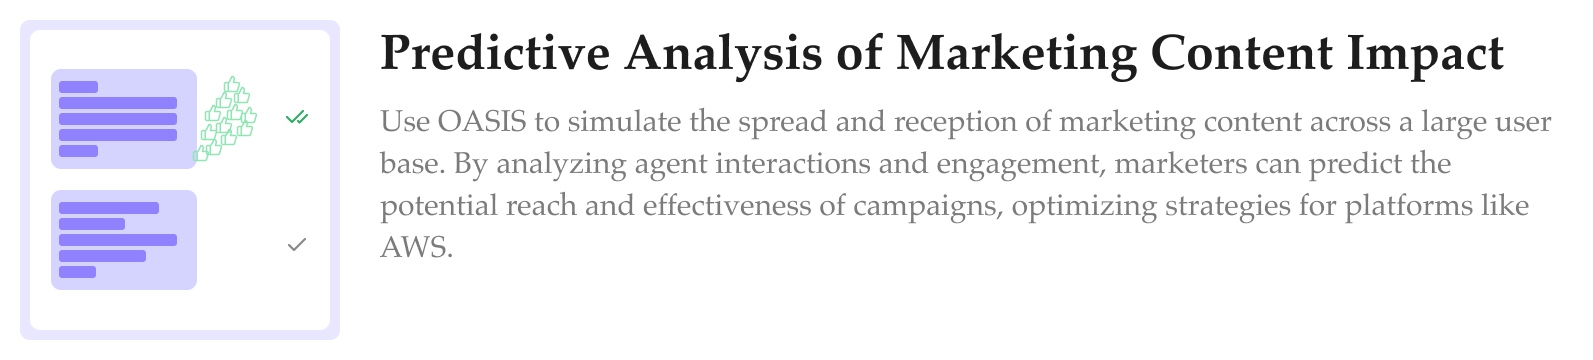 Predictive Analysis of Marketing Content Impact
Use OASIS to simulate the spread and reception of marketing content across a large user
base. By analyzing agent interactions and engagement, marketers can predict the
potential reach and effectiveness of campaigns, optimizing strategies for platforms like
AWS.